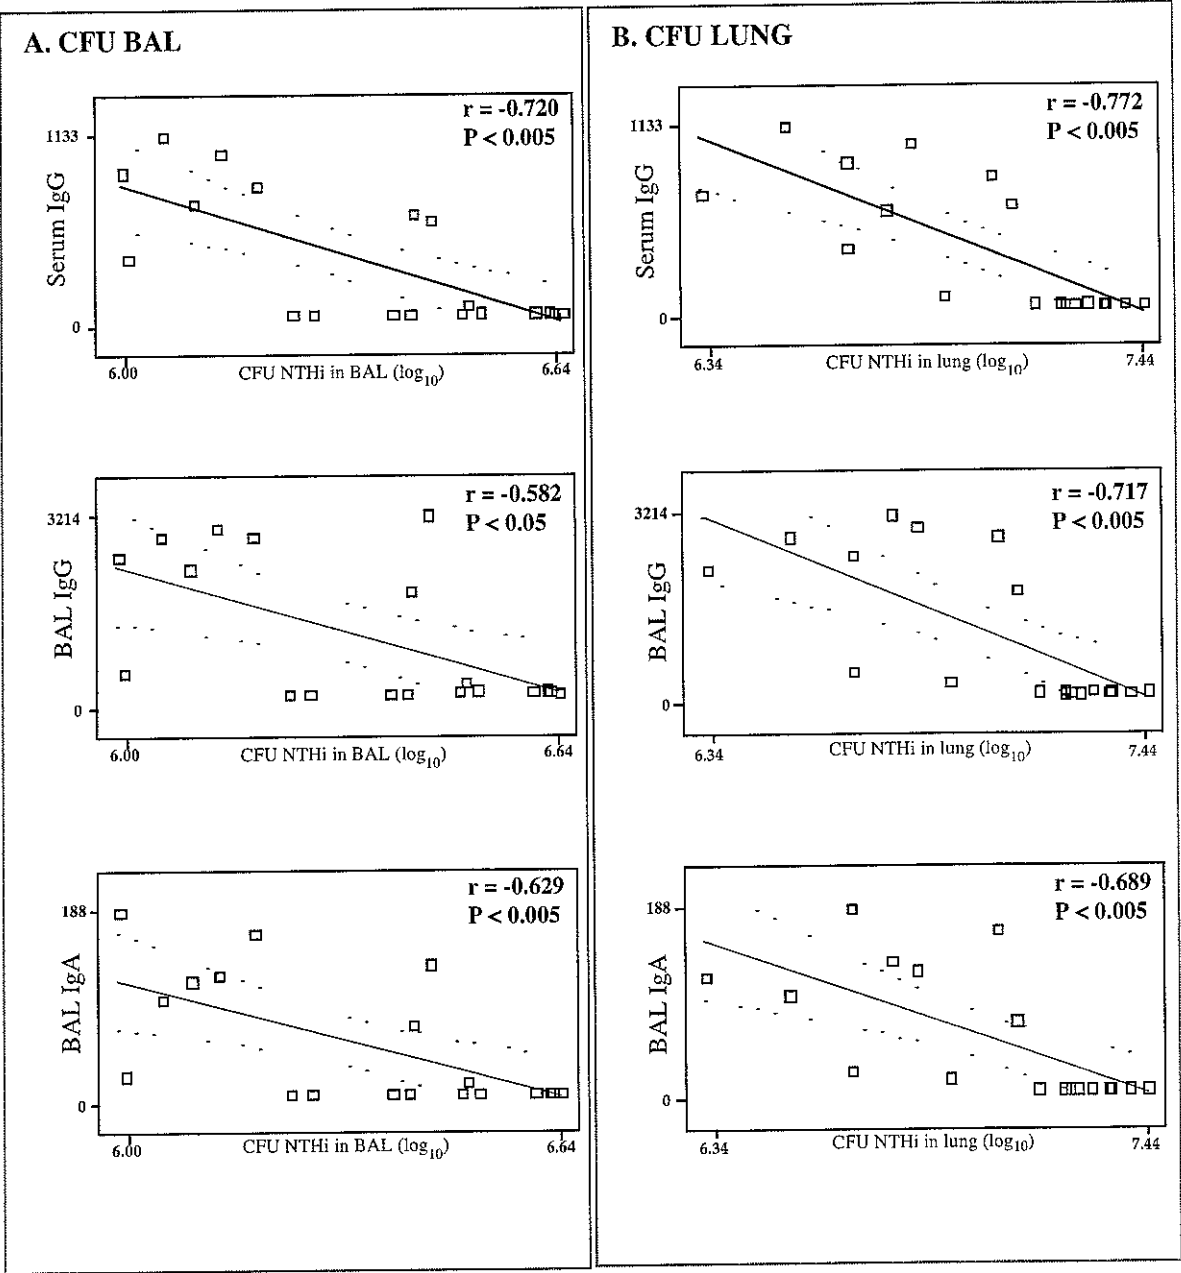 A. CFU BAL
r = -0.720
P < 0.005
1133
Serum IgG
0
6.00
CFU NTHi in BAL (log10)
6.64
r = -0.582
P < 0.05
3214
BAL IgG
0
6.00
CFU NTHi in BAL (log10)
6.64
r = -0.629
P < 0.005
188
BAL IgA
0
6.00
CFU NTHi in BAL (log10)
6.64
B. CFU LUNG
r = -0.772
P < 0.005
1133
Serum IgG
0
6.34
CFU NTHi in lung (log10)
7.44
r = -0.717
P < 0.005
3214
BAL IgG
0
6.34
CFU NTHi in lung (log10)
7.44
r = -0.689
P < 0.005
188
BAL IgA
0
6.34
CFU NTHi in lung (log10)
7.44